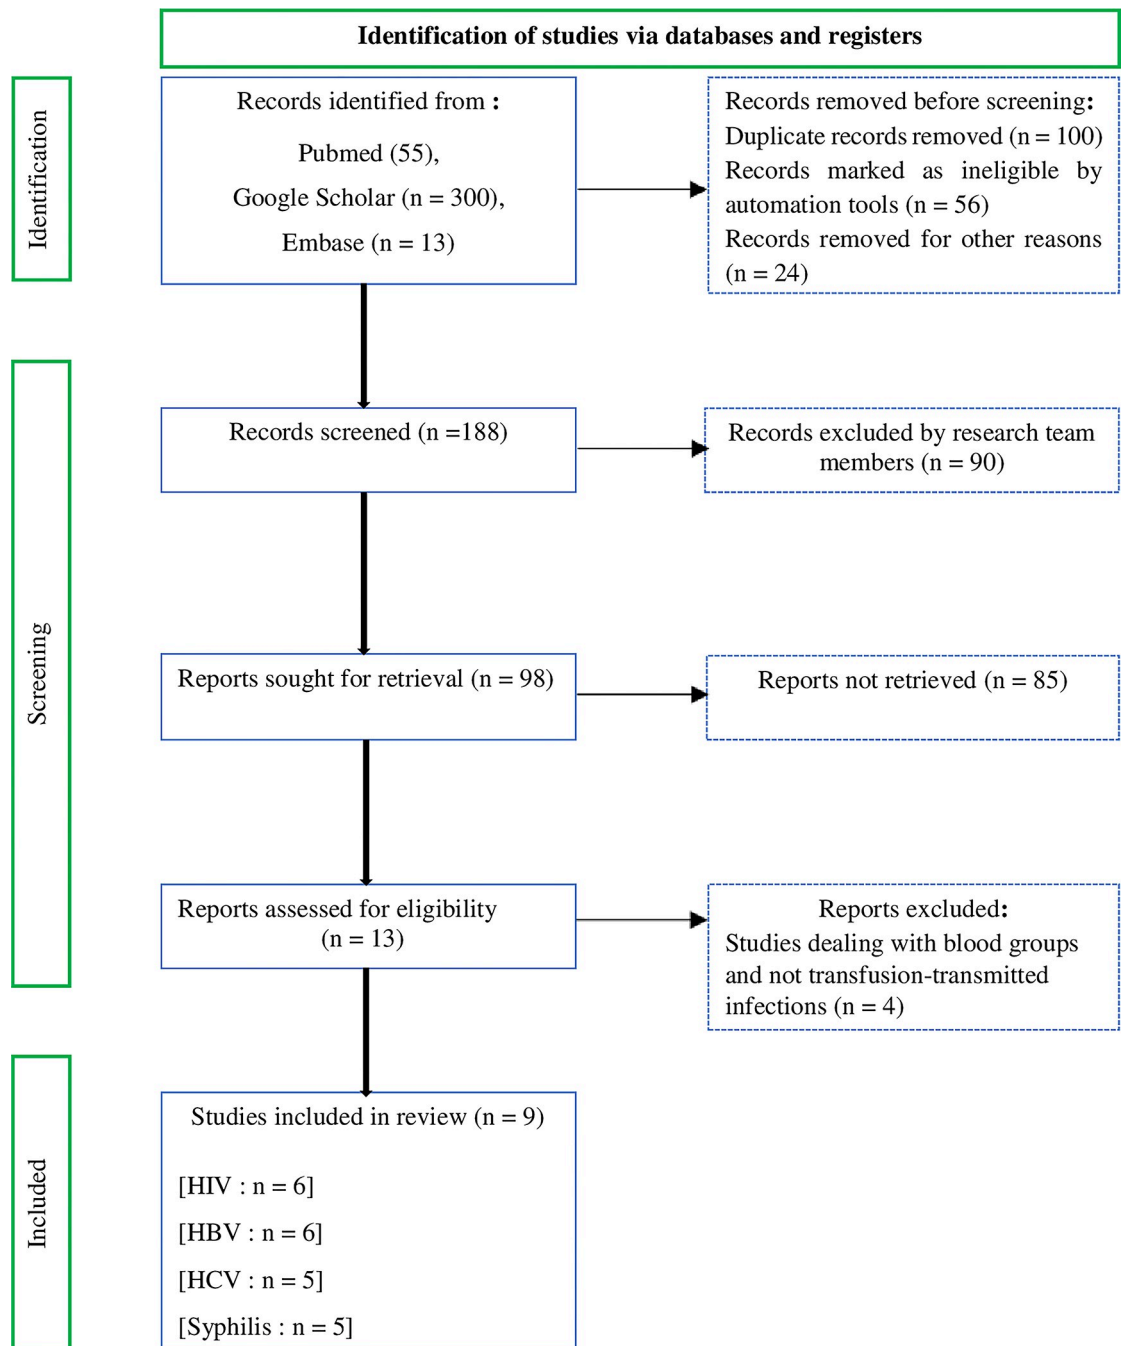 Identification of studies via databases and registers
Identification
Records identified from :
Pubmed (55),
Google Scholar (n = 300),
Embase (n = 13)
Records removed before screening:
Duplicate records removed (n = 100)
Records marked as ineligible by
automation tools (n = 56)
Records removed for other reasons
(n = 24)
Screening
Records screened (n =188)
Records excluded by research team
members (n = 90)
Reports sought for retrieval (n = 98)
Reports not retrieved (n = 85)
Reports assessed for eligibility
(n = 13)
Reports excluded:
Studies dealing with blood groups
and not transfusion-transmitted
infections (n = 4)
Included
Studies included in review (n = 9)
[HIV : n = 6]
[HBV : n = 6]
[HCV : n = 5]
[Syphilis : n = 5]